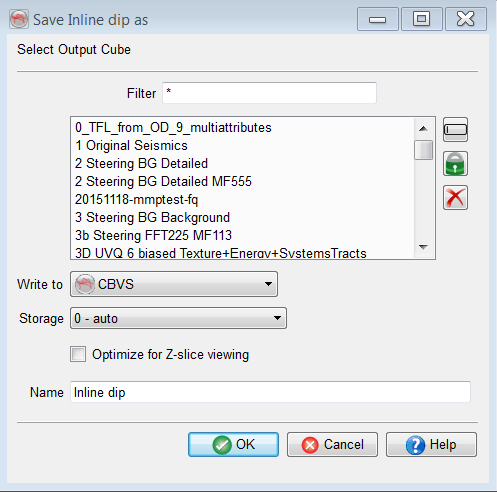 Save Inline dip as
Select Output Cube
Filter *
0_TFL_from_OD_9_multiattributes
1 Original Seismics
2 Steering BG Detailed
2 Steering BG Detailed MF555
20151118-mmptest-fq
3 Steering BG Background
3b Steering FFT225 MF113
3D UVQ 6 biased Texture+Energy+SystemsTracts
Write to CBVS
Storage 0 - auto
Optimize for Z-slice viewing
Name Inline dip
OK Cancel Help